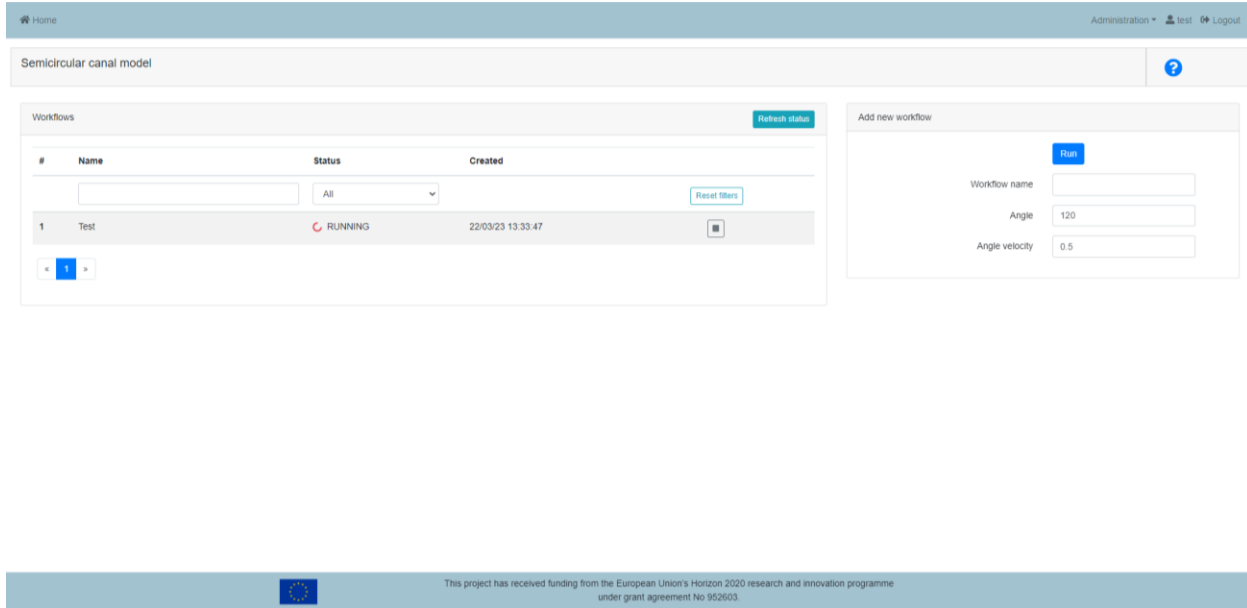 Home
Administration
test
Logout
Semicircular canal model
Workflows
Refresh status
# Name Status Created
All
Reset filters
1 Test RUNNING 22/03/23 13:33:47
« 1 »
Add new workflow
Run
Workflow name
Angle 120
Angle velocity 0.5
This project has received funding from the European Union's Horizon 2020 research and innovation programme
under grant agreement No 952603.